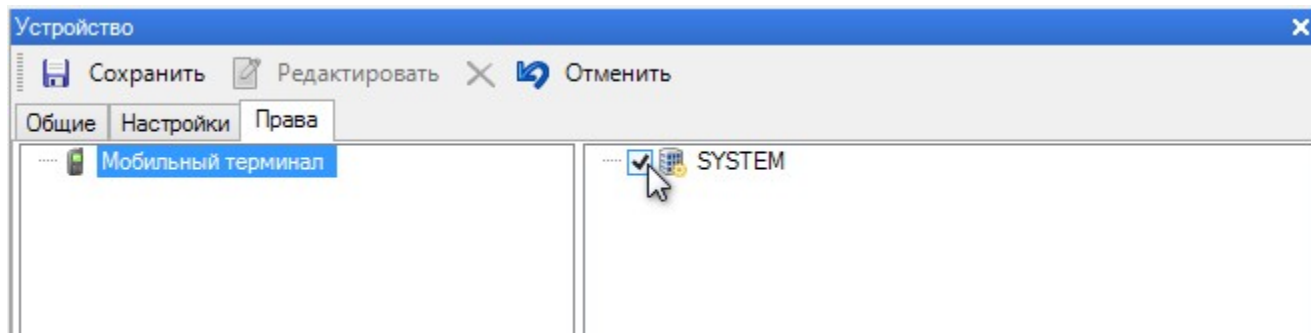 Устройство
Сохранить Редактировать Отменить
Общие Настройки Права
Мобильный терминал SYSTEM